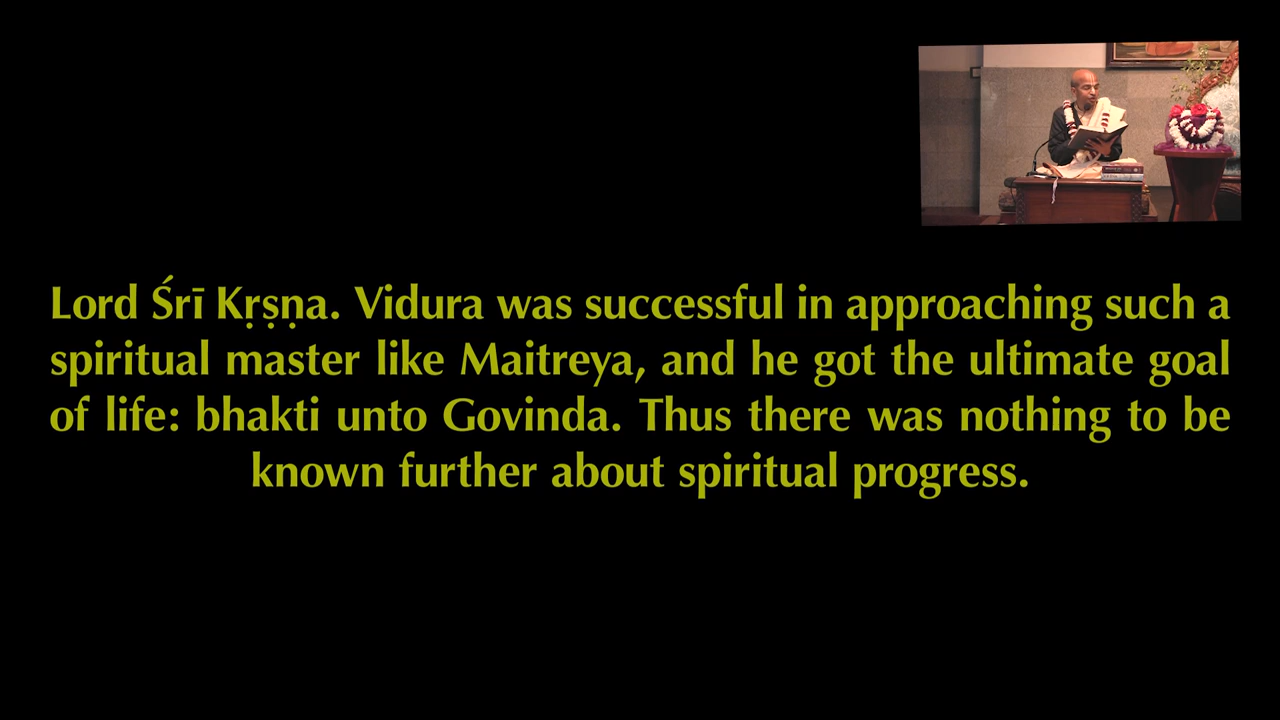 Lord Śrī Kṛṣṇa. Vidura was successful in approaching such a
spiritual master like Maitreya, and he got the ultimate goal
of life: bhakti unto Govinda. Thus there was nothing to be
known further about spiritual progress.